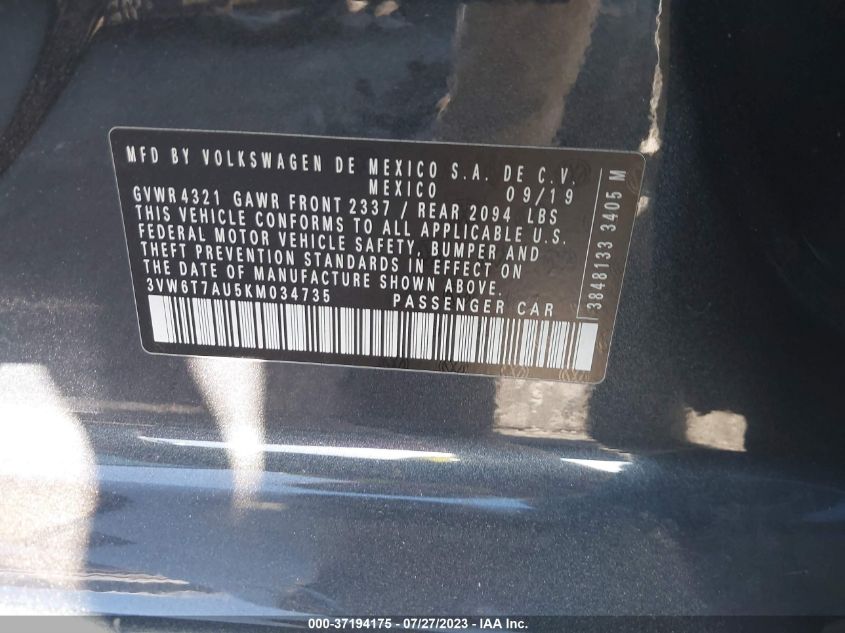 MFD BY VOLKSWAGEN DE MEXICO S.A. DE C.V.
MEXICO 09/19
GVWR4321 GAWR FRONT 2337 / REAR 2094 LBS
THIS VEHICLE CONFORMS TO ALL APPLICABLE U.S.
FEDERAL MOTOR VEHICLE SAFETY, BUMPER AND
THEFT PREVENTION STANDARDS IN EFFECT ON
THE DATE OF MANUFACTURE SHOWN ABOVE.
3VW6T7AU5KM034735 PASSENGER CAR
3848133 3405 M
000-37194175 - 07/27/2023 - IAA Inc.